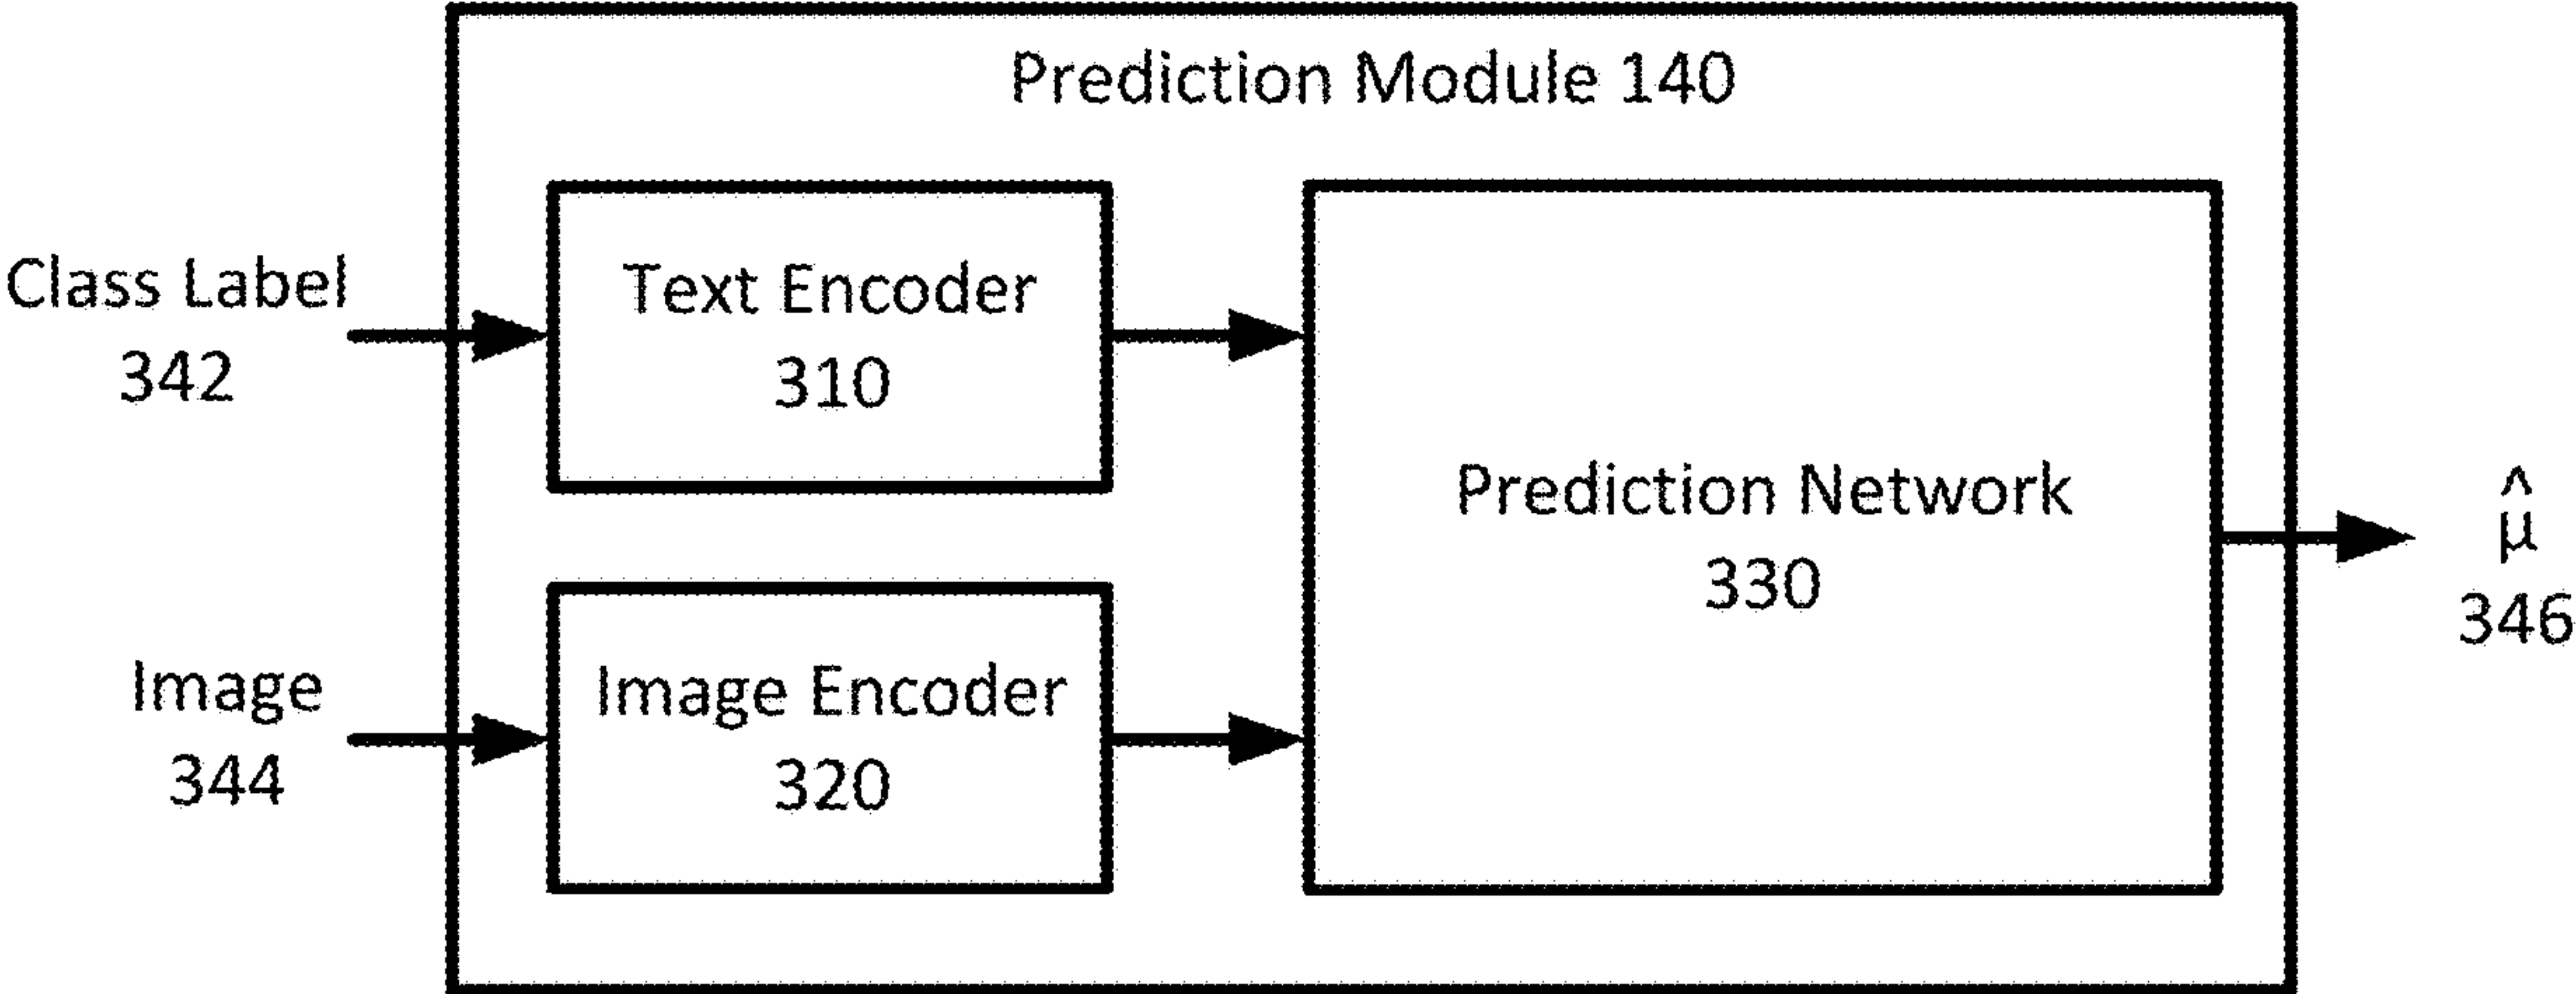 Prediction Module 140
Class Label
342
Text Encoder
310
Prediction Network
330
μ̂
346
Image
344
Image Encoder
320